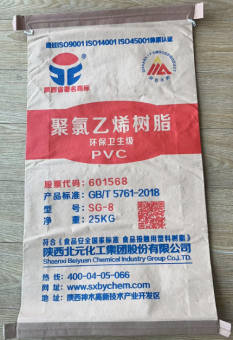 通过ISO9001 ISO14001 ISO45001体系认证
陕西省著名商标
聚氯乙烯树脂
环保卫生级
PVC
股票代码：601568
产品标准：GB/T 5761-2018
型 号：SG-8
净 重：25KG
符合《食品安全国家标准 食品接触用塑料树脂》
陕西北元化工集团股份有限公司
Shaanxi Beiyuan Chemical Industry Group Co.,Ltd.
热 线：400-04-05-066
网 址：www.sxbychem.com
地 址：陕西神木高新技术产业开发区